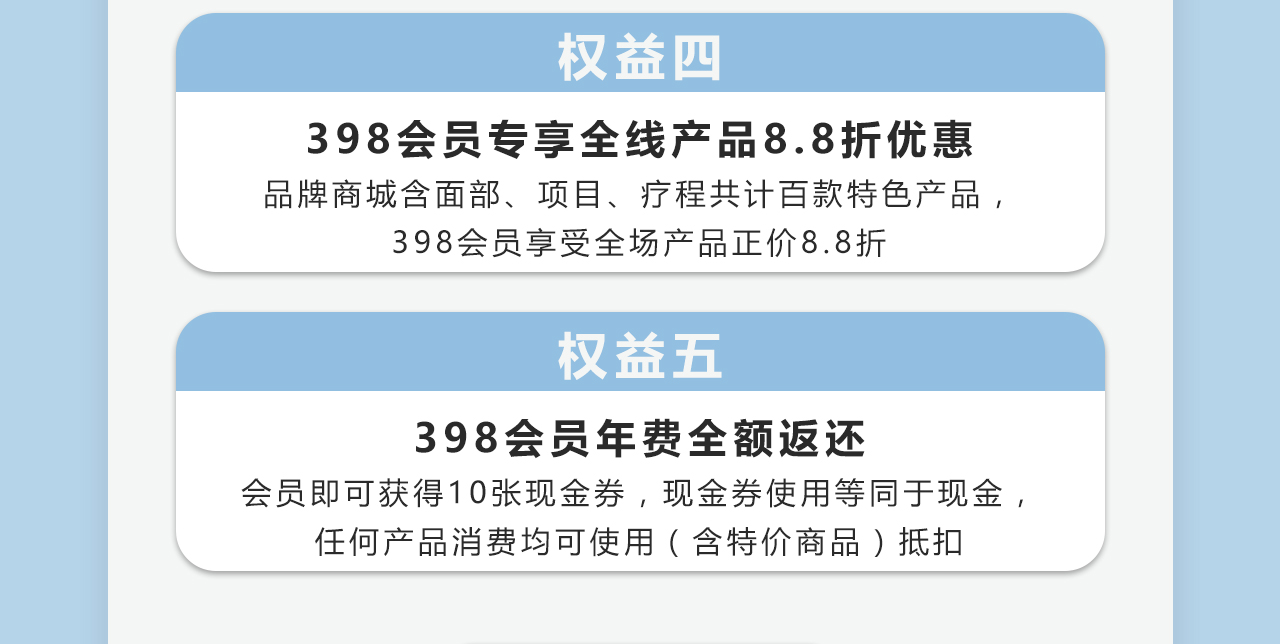 权益四
398会员专享全线产品8.8折优惠
品牌商城含面部、项目、疗程共计百款特色产品，
398会员享受全场产品正价8.8折
权益五
398会员年费全额返还
会员即可获得10张现金券，现金券使用等同于现金，
任何产品消费均可使用（含特价商品）抵扣